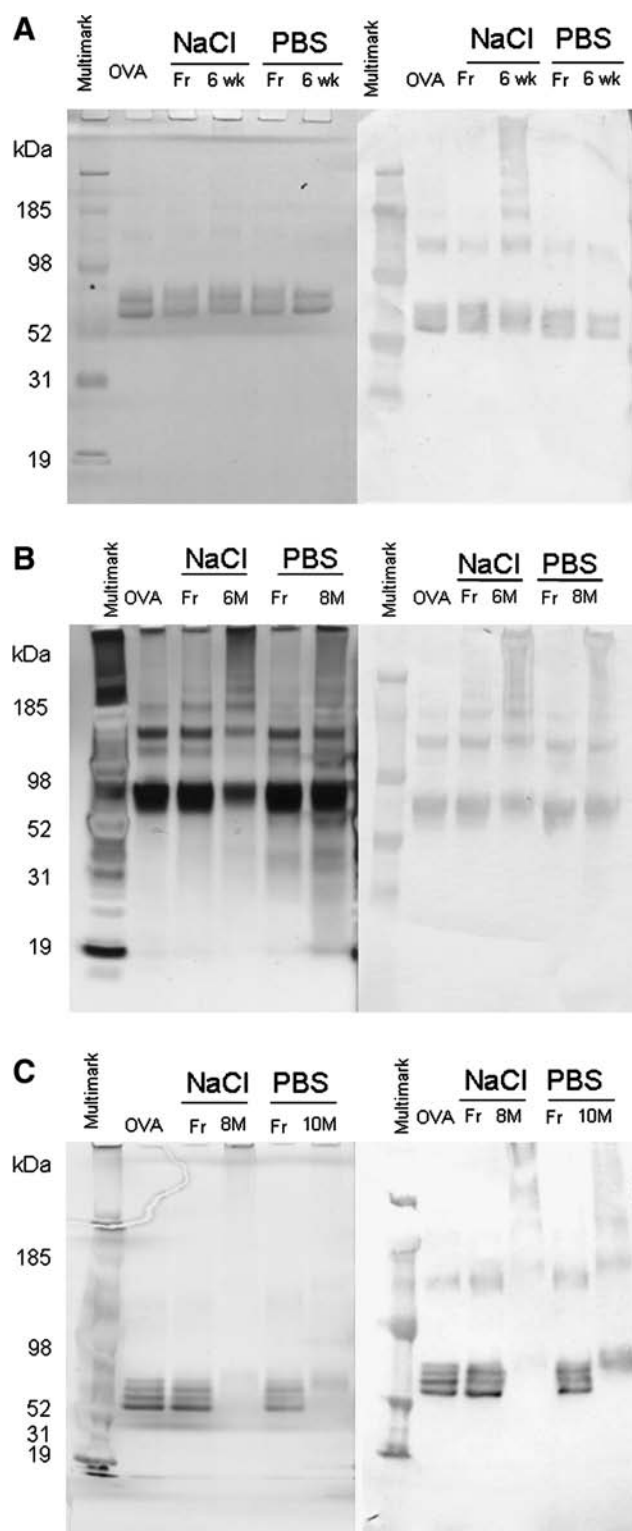 A
Multimark OVA NaCl PBS
Fr 6 wk Fr 6 wk
Multimark OVA NaCl PBS
Fr 6 wk Fr 6 wk
kDa
185
98
52
31
19
B
Multimark OVA NaCl PBS
Fr 6M Fr 8M
Multimark OVA NaCl PBS
Fr 6M Fr 8M
kDa
185
98
52
31
19
C
Multimark OVA NaCl PBS
Fr 8M Fr 10M
Multimark OVA NaCl PBS
Fr 8M Fr 10M
kDa
185
98
52
31
19